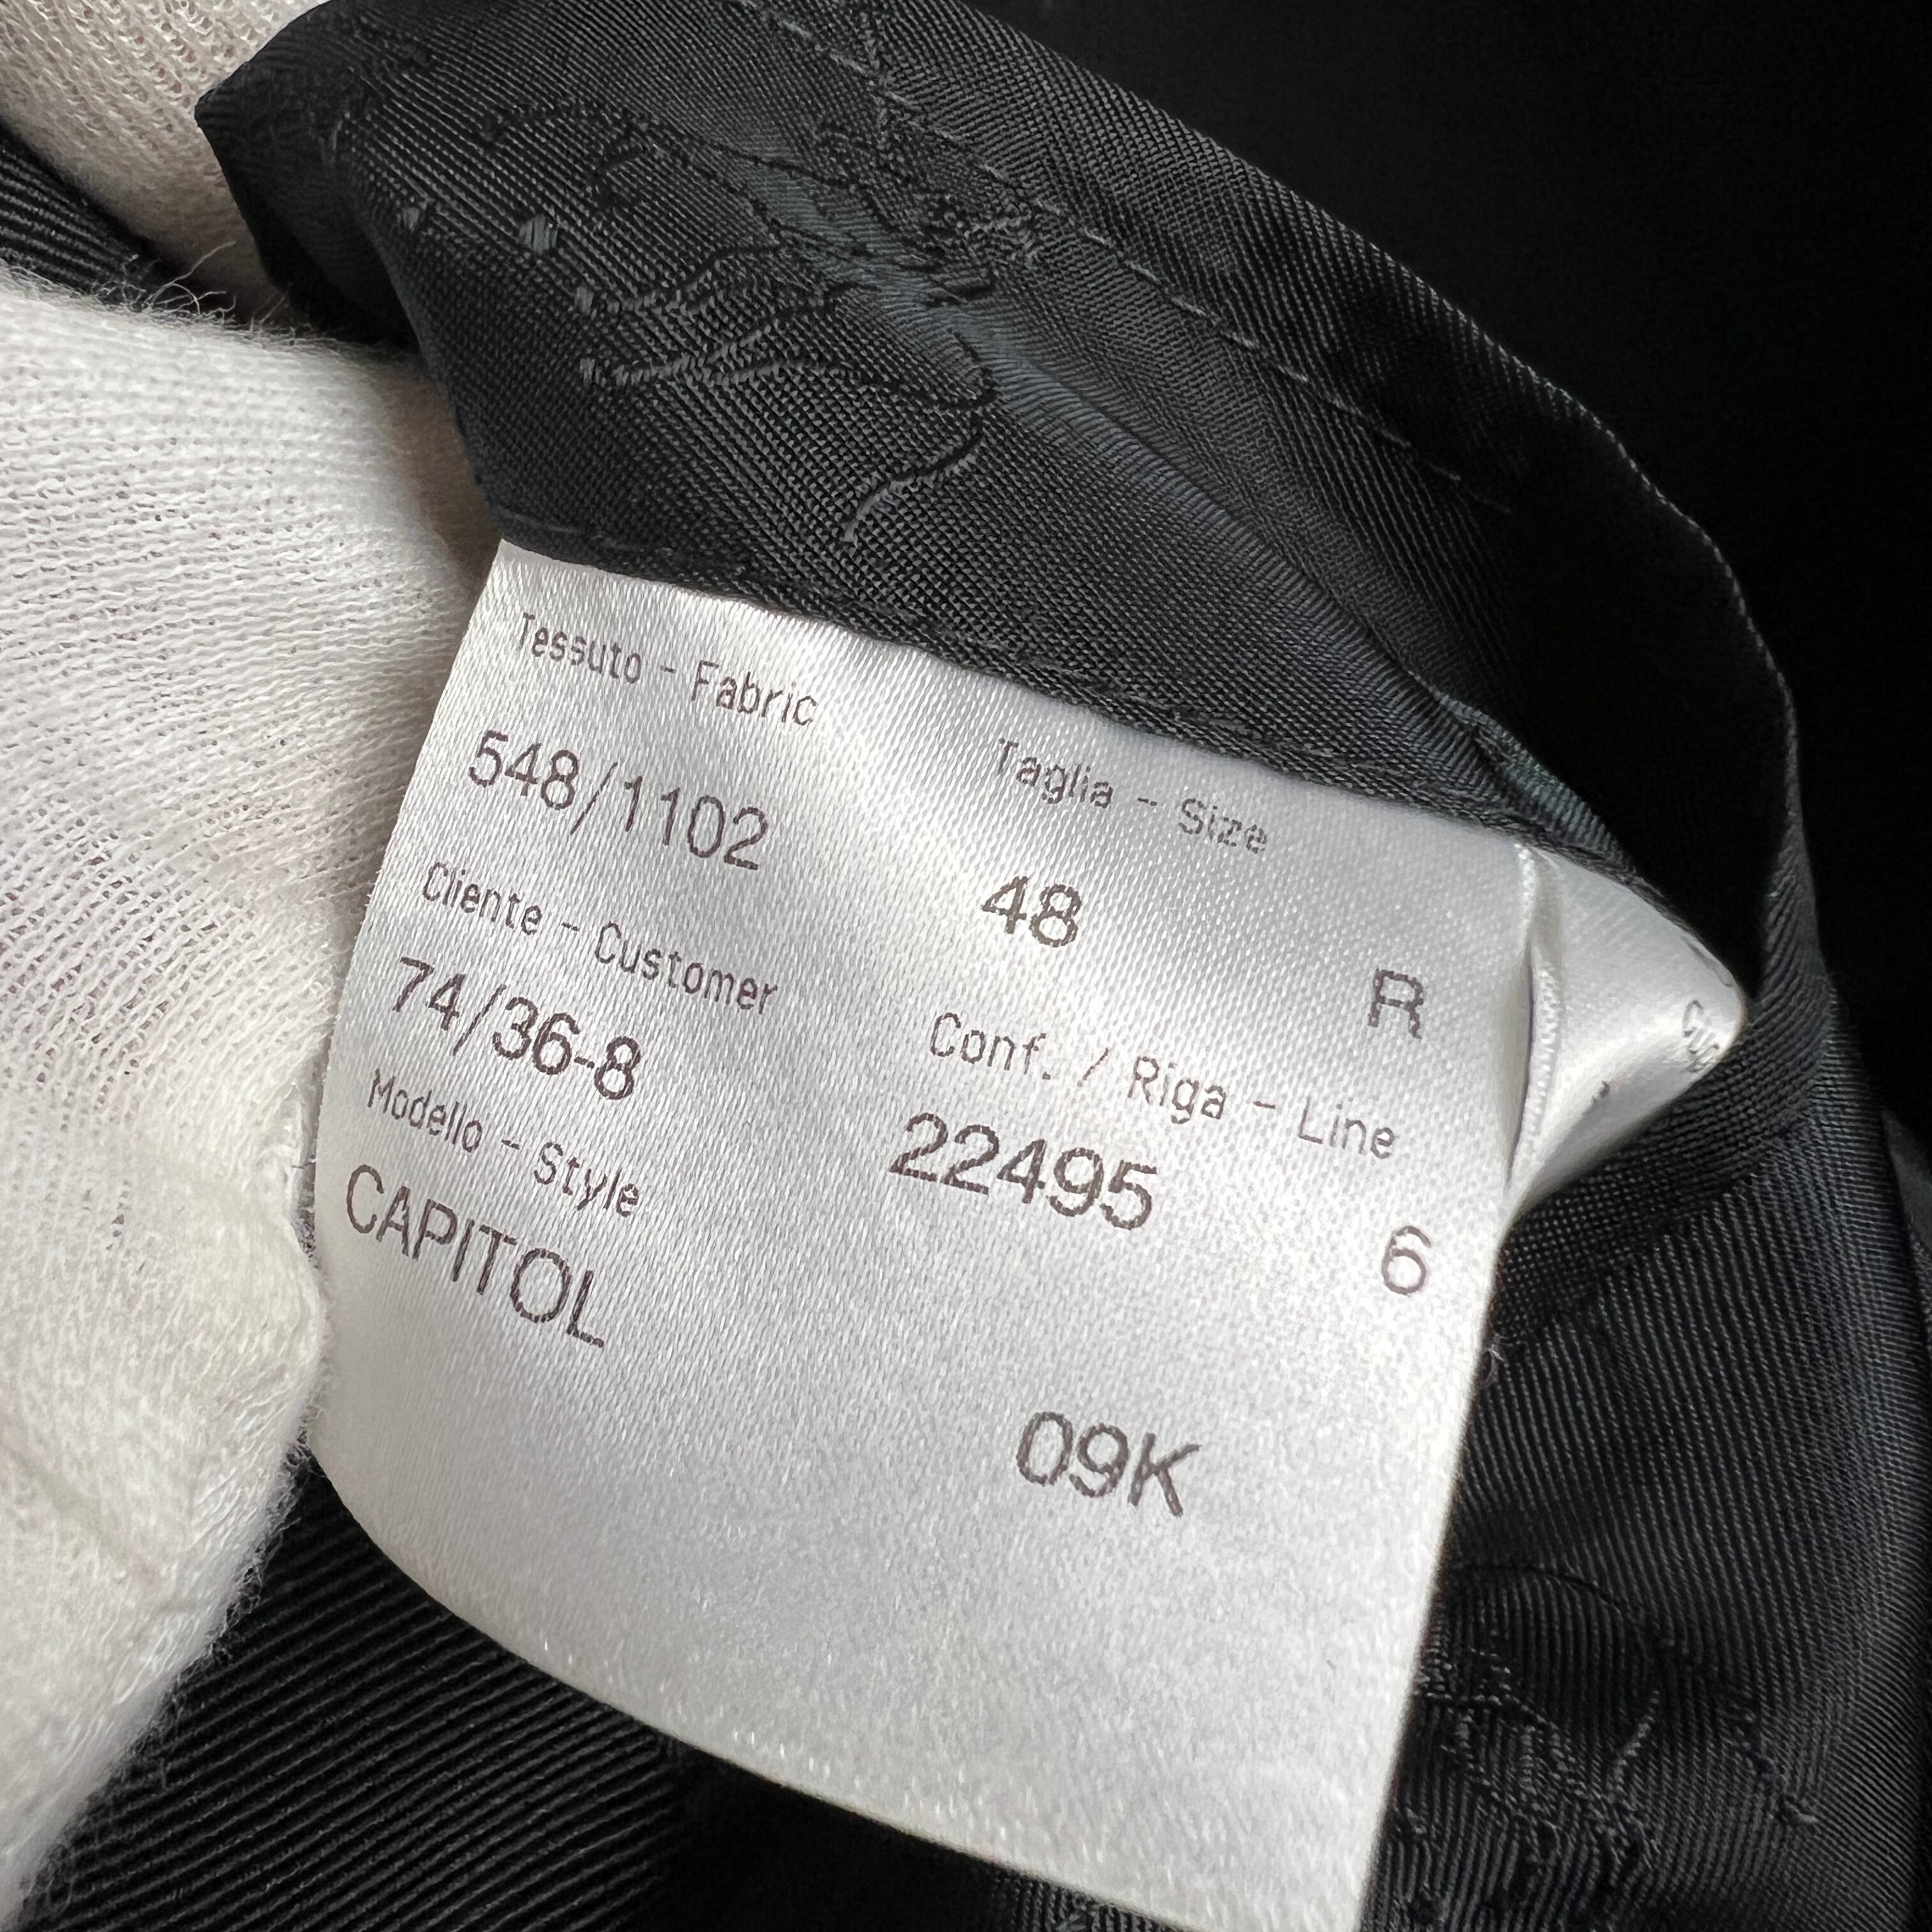 Tessuto - Fabric
548/1102
Taglia - Size
48 R
Cliente - Customer
74/36-8
Conf. / Riga - Line
22495 6
Modello - Style
CAPITOL
09K